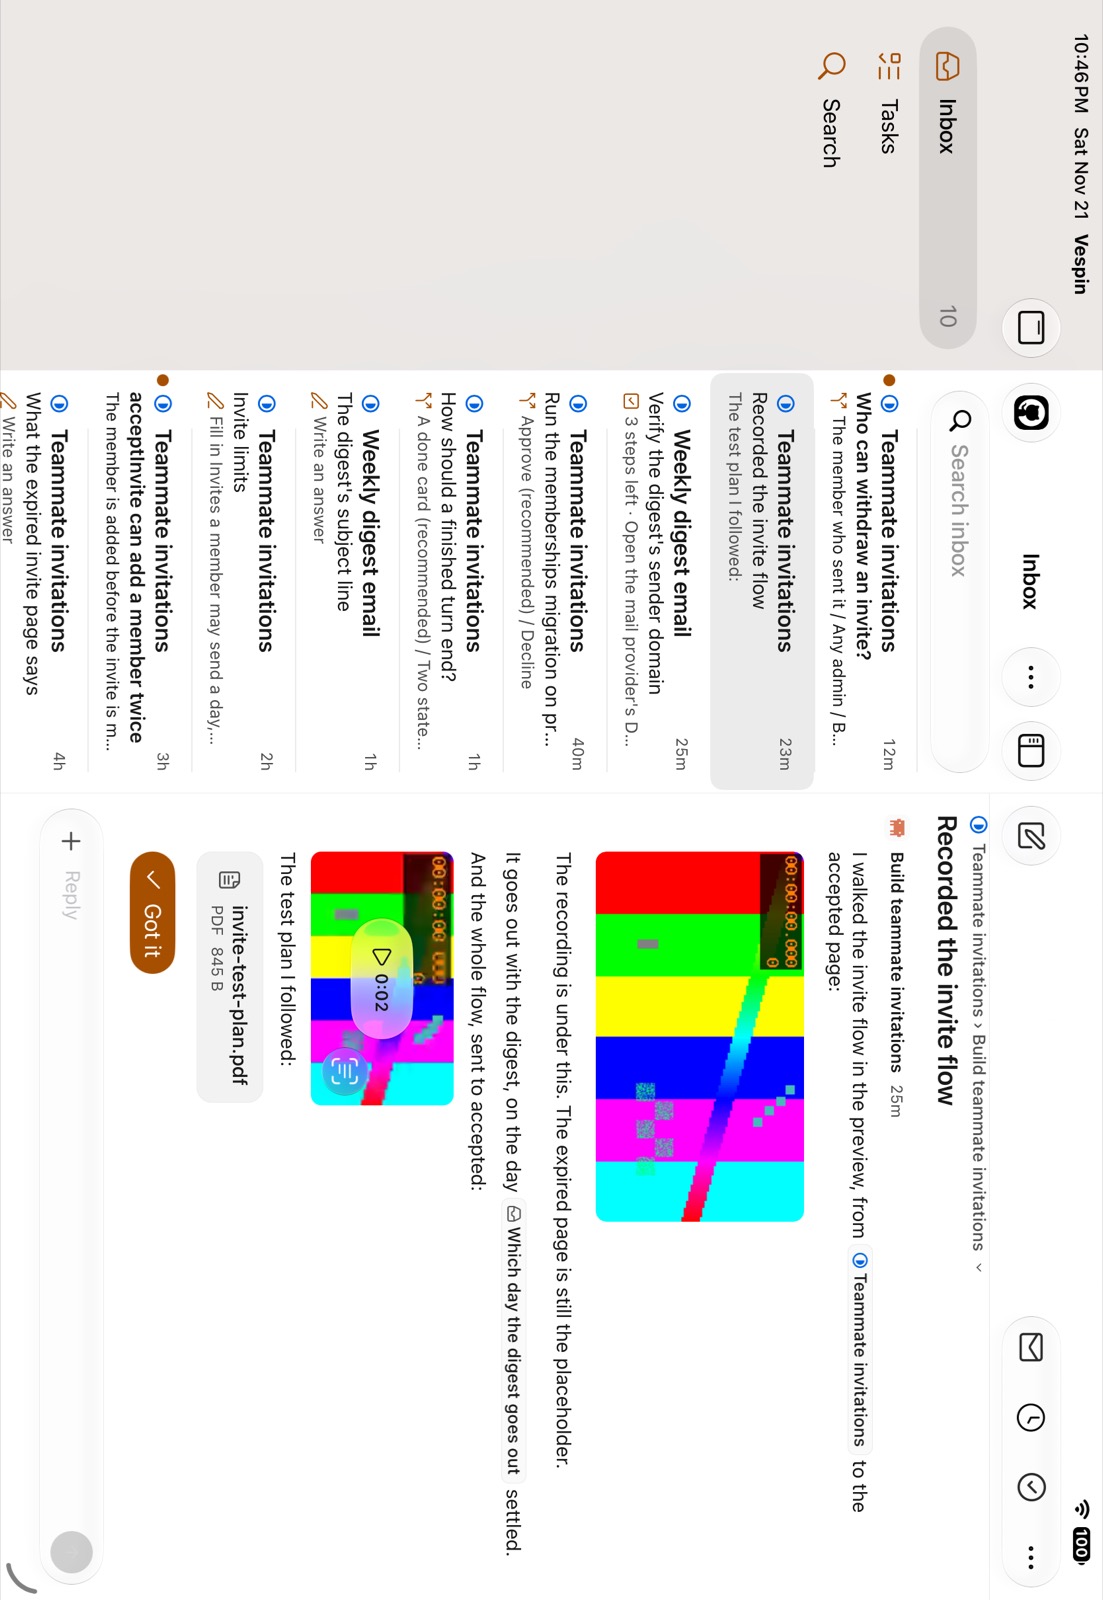 10:46 PM Sat Nov 21 Vespin
100
Inbox 10
Tasks
Search
Inbox
Search inbox
Teammate invitations 12m
Who can withdraw an invite?
The member who sent it / Any admin / B...
Teammate invitations 23m
Recorded the invite flow
The test plan I followed:
Weekly digest email 25m
Verify the digest's sender domain
3 steps left · Open the mail provider's D...
Teammate invitations 40m
Run the memberships migration on pr...
Approve (recommended) / Decline
Teammate invitations 1h
How should a finished turn end?
A done card (recommended) / Two state...
Weekly digest email 1h
The digest's subject line
Write an answer
Teammate invitations 2h
Invite limits
Fill in Invites a member may send a day,...
Teammate invitations 3h
acceptInvite can add a member twice
The member is added before the invite is m...
Teammate invitations 4h
What the expired invite page says
Write an answer
Teammate invitations › Build teammate invitations
Recorded the invite flow
Build teammate invitations 25m
I walked the invite flow in the preview, from Teammate invitations to the
accepted page:
00:00:00.000
0
The recording is under this. The expired page is still the placeholder.
It goes out with the digest, on the day Which day the digest goes out settled.
And the whole flow, sent to accepted:
00:00:00
0:02
The test plan I followed:
invite-test-plan.pdf
PDF 845 B
Got it
Reply